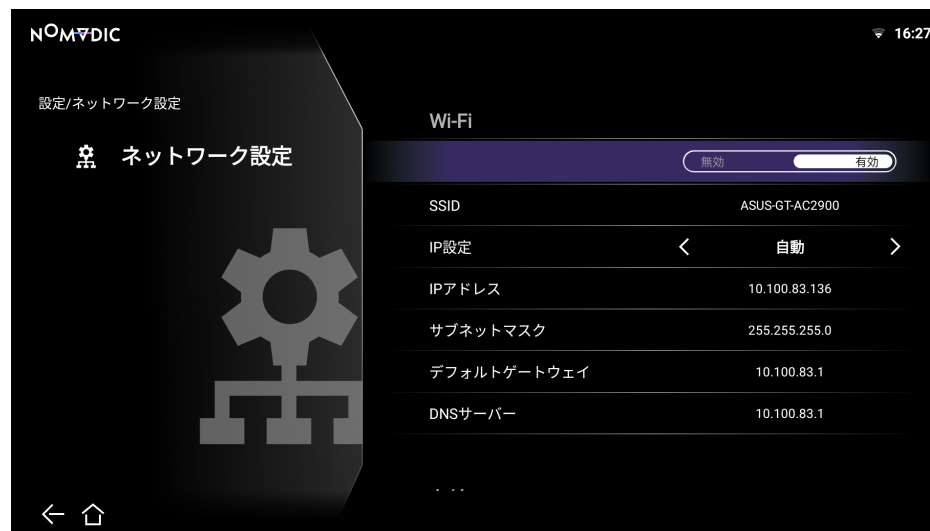 NOMADIC
16:27
設定/ネットワーク設定
ネットワーク設定
Wi-Fi
無効 有効
SSID ASUS-GT-AC2900
IP設定 自動
IPアドレス 10.100.83.136
サブネットマスク 255.255.255.0
デフォルトゲートウェイ 10.100.83.1
DNSサーバー 10.100.83.1